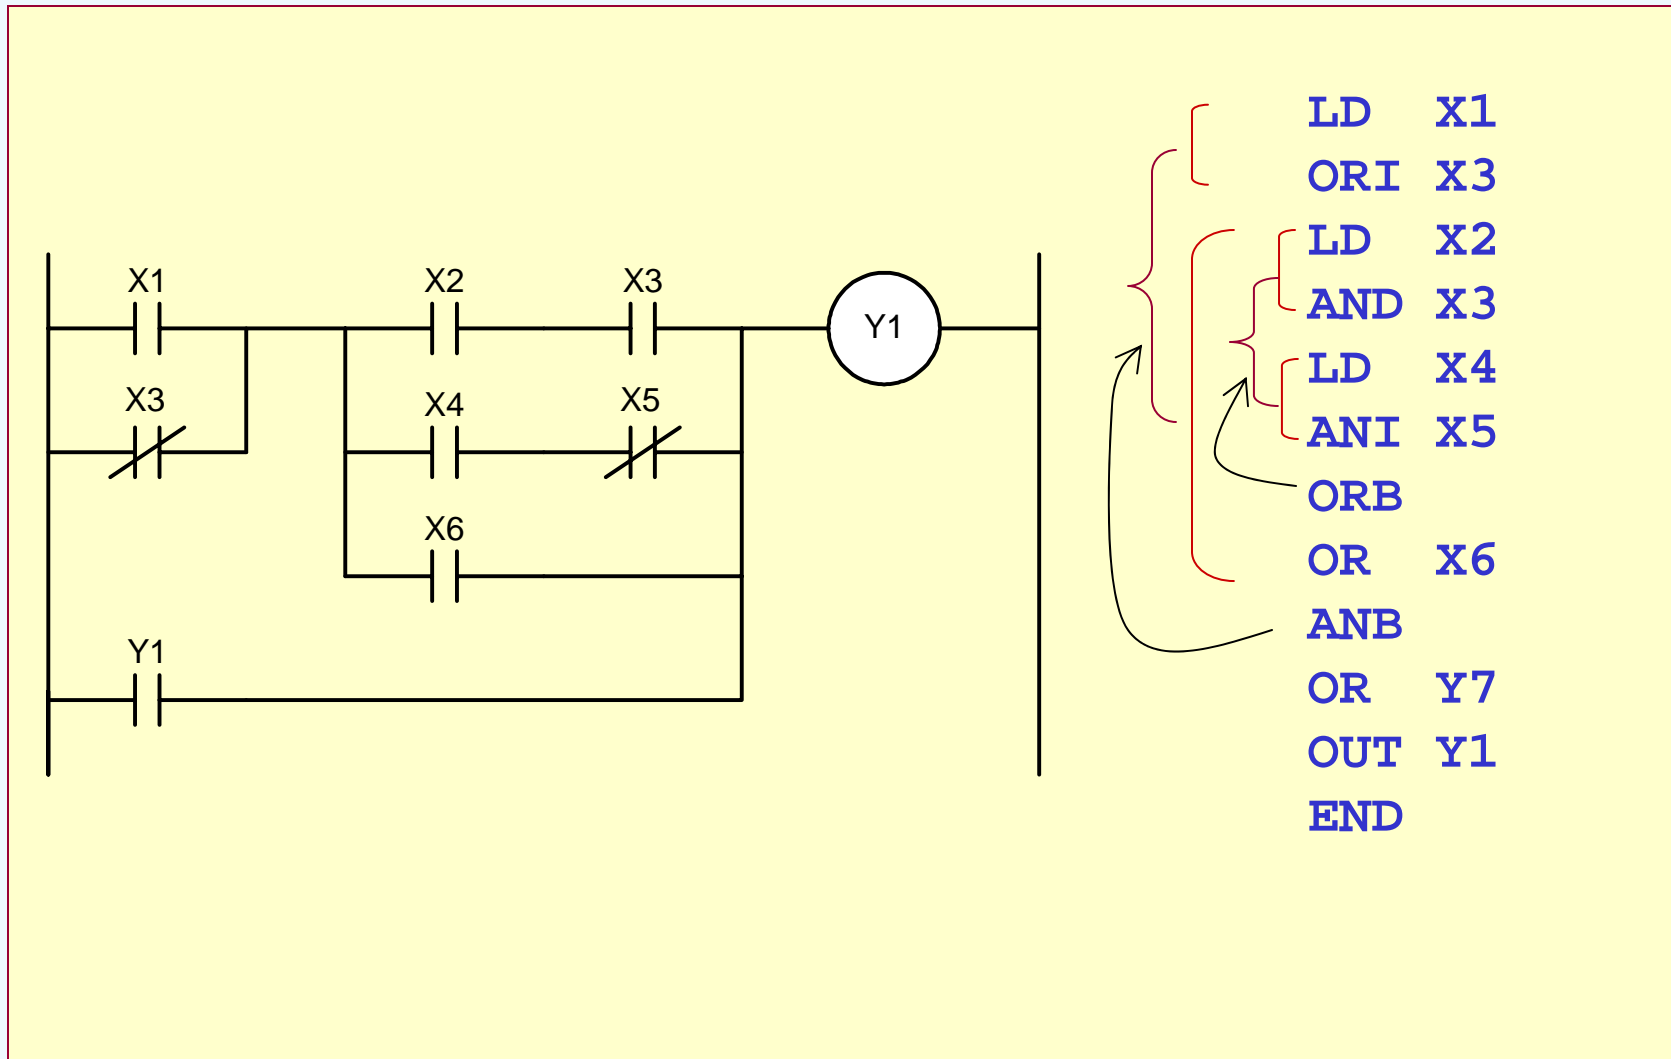 X1
X2
X3
Y1
X3
X4
X5
X6
Y1
LD X1
ORI X3
LD X2
AND X3
LD X4
ANI X5
ORB
OR X6
ANB
OR Y7
OUT Y1
END